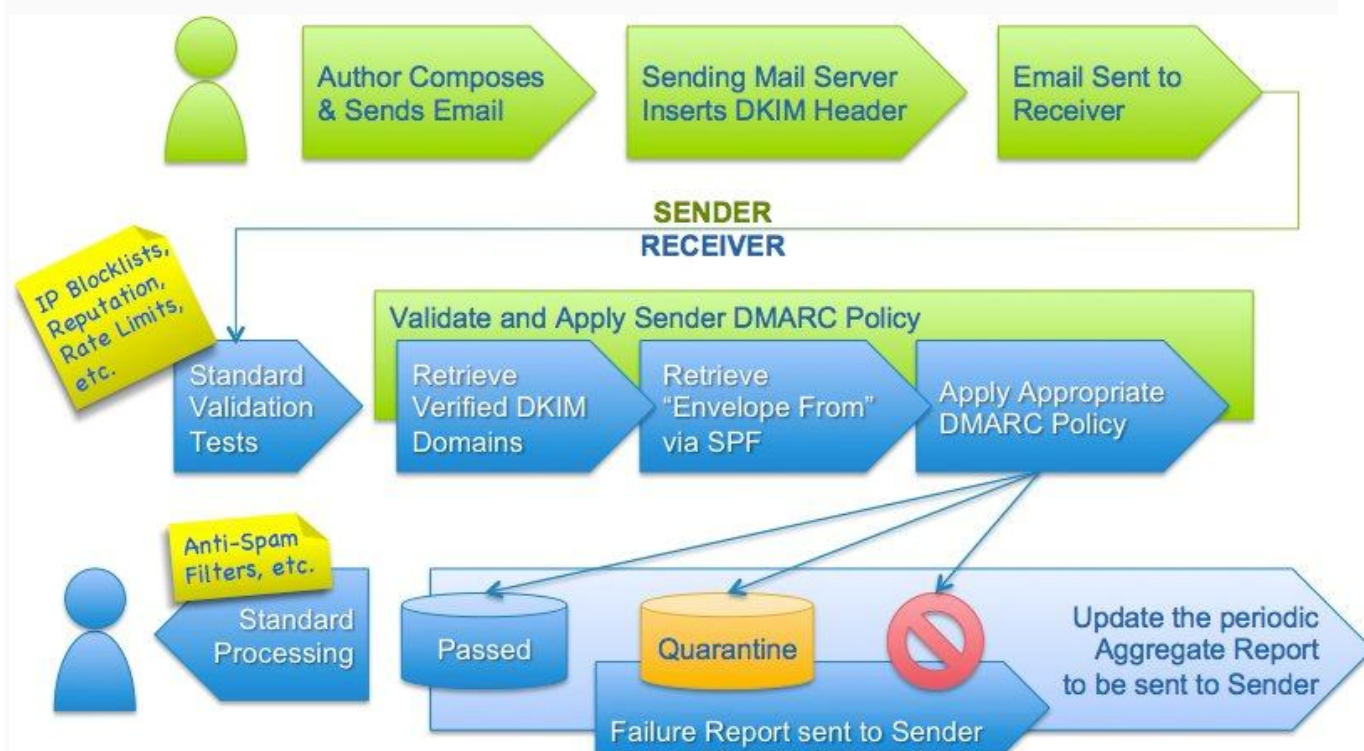 Author Composes
& Sends Email
Sending Mail Server
Inserts DKIM Header
Email Sent to
Receiver
SENDER
RECEIVER
IP Blocklists,
Reputation,
Rate Limits,
etc.
Validate and Apply Sender DMARC Policy
Standard
Validation
Tests
Retrieve
Verified DKIM
Domains
Retrieve
“Envelope From”
via SPF
Apply Appropriate
DMARC Policy
Anti-Spam
Filters, etc.
Standard
Processing
Passed
Quarantine
Update the periodic
Aggregate Report
to be sent to Sender
Failure Report sent to Sender